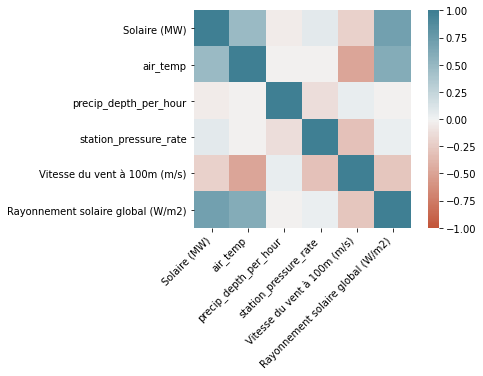 Solaire (MW)
air_temp
precip_depth_per_hour
station_pressure_rate
Vitesse du vent à 100m (m/s)
Rayonnement solaire global (W/m2)
Solaire (MW)
air_temp
precip_depth_per_hour
station_pressure_rate
Vitesse du vent à 100m (m/s)
Rayonnement solaire global (W/m2)
1.00
0.75
0.50
0.25
0.00
−0.25
−0.50
−0.75
−1.00